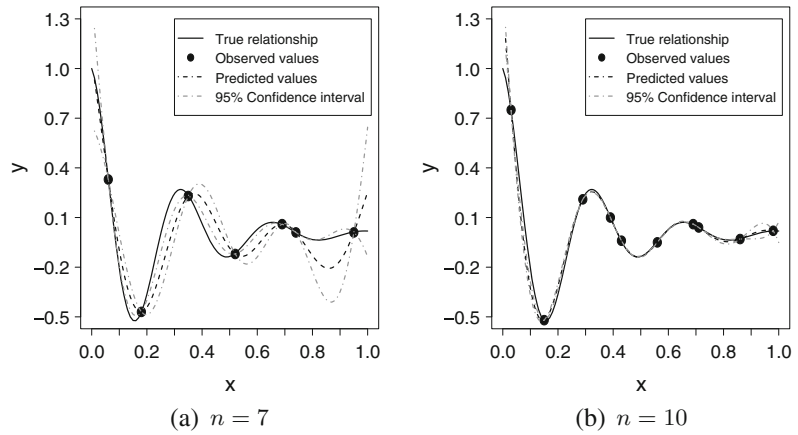 True relationship
Observed values
Predicted values
95% Confidence interval
1.3
1.0
0.7
0.4
0.1
−0.2
−0.5
y
0.0 0.2 0.4 0.6 0.8 1.0
x
(a) n = 7
True relationship
Observed values
Predicted values
95% Confidence interval
1.3
1.0
0.7
0.4
0.1
−0.2
−0.5
y
0.0 0.2 0.4 0.6 0.8 1.0
x
(b) n = 10